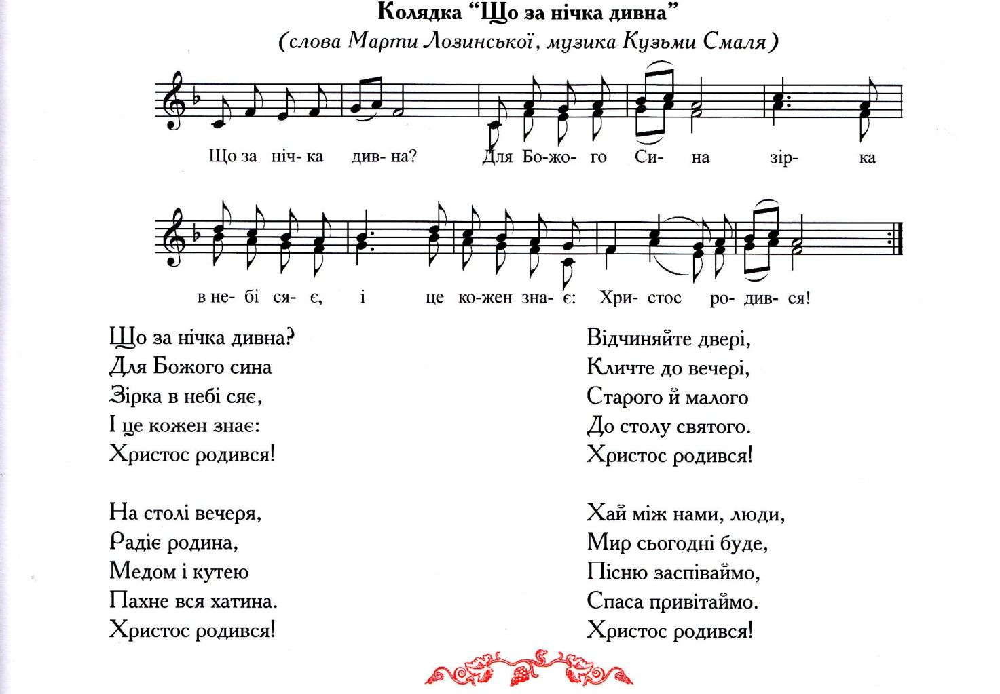 Колядка “Що за нічка дивна”
(слова Марти Лозинської, музика Кузьми Смаля)
Що за ніч- ка див- на? Для Бо-жо- го Си- на зір- ка
в не- бі ся- є, і це ко-жен зна- є: Хри- стос ро- див- ся!
Що за нічка дивна?
Для Божого сина
Зірка в небі сяє,
І це кожен знає:
Христос родився!
На столі вечеря,
Радіє родина,
Медом і кутею
Пахне вся хатина.
Христос родився!
Відчиняйте двері,
Кличте до вечері,
Старого й малого
До столу святого.
Христос родився!
Хай між нами, люди,
Мир сьогодні буде,
Пісню заспіваймо,
Спаса привітаймо.
Христос родився!